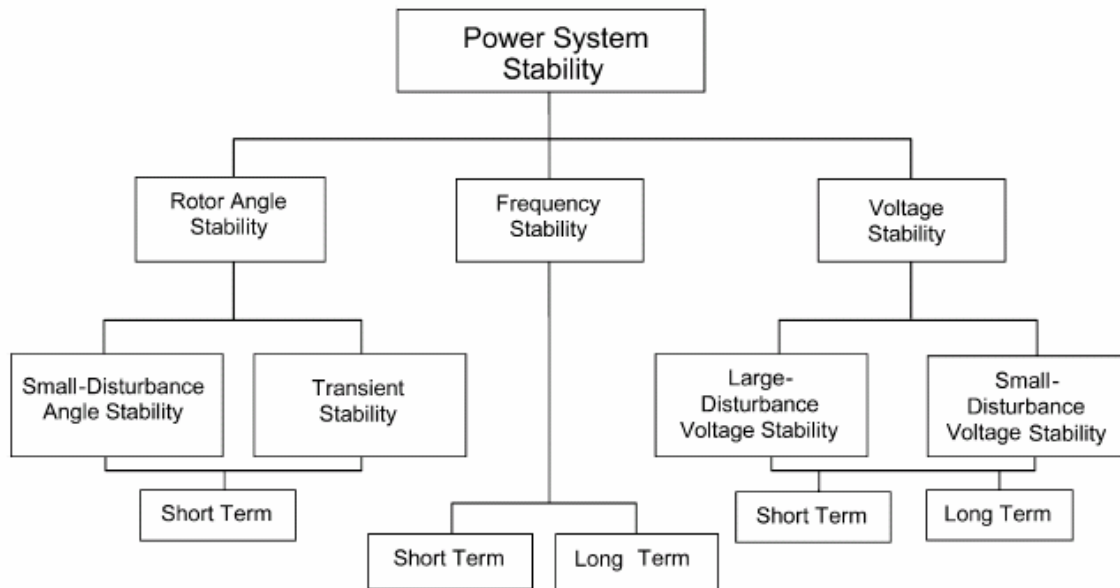 Power System
Stability
Rotor Angle
Stability
Frequency
Stability
Voltage
Stability
Small-Disturbance
Angle Stability
Transient
Stability
Large-
Disturbance
Voltage Stability
Small-
Disturbance
Voltage Stability
Short Term
Short Term
Long Term
Short Term
Long Term